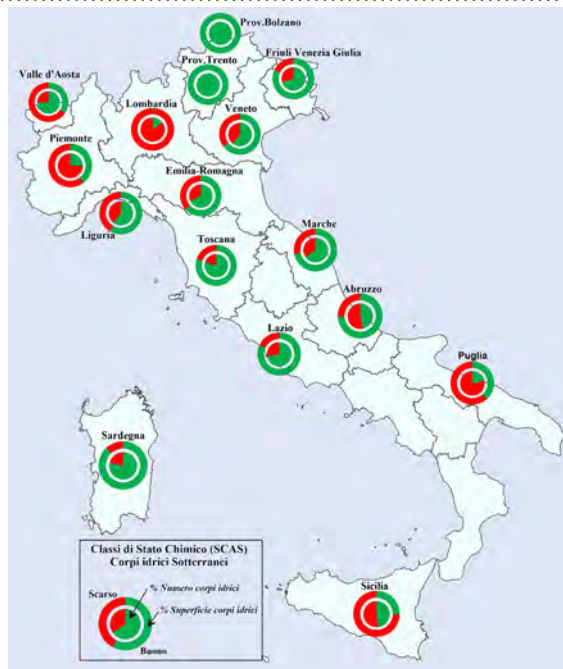 Prov.Bolzano
Prov.Trento
Friuli Venezia Giulia
Valle d'Aosta
Lombardia
Veneto
Piemonte
Emilia-Romagna
Liguria
Toscana
Marche
Abruzzo
Lazio
Puglia
Sardegna
Sicilia
Classi di Stato Chimico (SCAS)
Corpi idrici Sotterranei
% Numero corpi idrici
Scarso
% Superficie corpi idrici
Buono